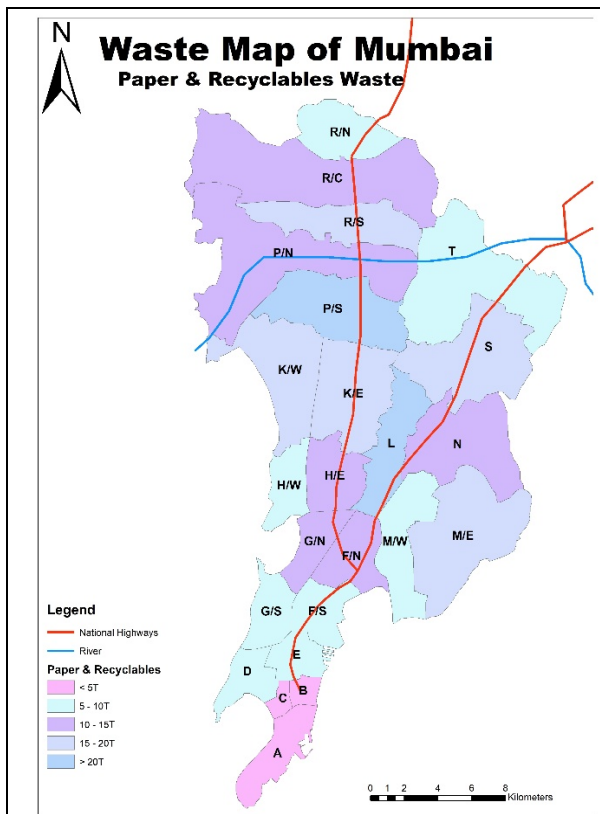 N
Waste Map of Mumbai
Paper & Recyclables Waste
R/N
R/C
R/S
P/N
T
P/S
S
K/W
K/E
L
N
H/E
H/W
G/N
F/N
M/W
M/E
G/S
F/S
E
D
B
C
A
Legend
National Highways
River
Paper & Recyclables
< 5T
5 - 10T
10 - 15T
15 - 20T
> 20T
0 1 2 4 6 8
Kilometers